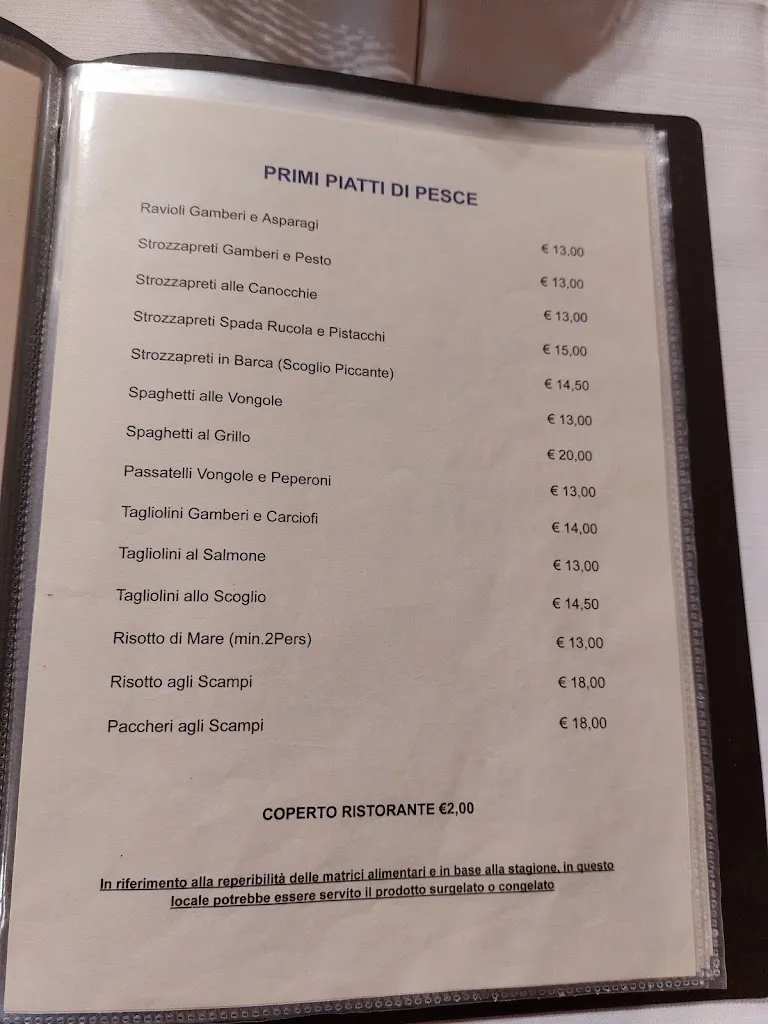 PRIMI PIATTI DI PESCE
Ravioli Gamberi e Asparagi € 13,00
Strozzapreti Gamberi e Pesto € 13,00
Strozzapreti alle Canocchie € 13,00
Strozzapreti Spada Rucola e Pistacchi € 15,00
Strozzapreti in Barca (Scoglio Piccante) € 14,50
Spaghetti alle Vongole € 13,00
Spaghetti al Grillo € 20,00
Passatelli Vongole e Peperoni € 13,00
Tagliolini Gamberi e Carciofi € 14,00
Tagliolini al Salmone € 13,00
Tagliolini allo Scoglio € 14,50
Risotto di Mare (min.2Pers) € 13,00
Risotto agli Scampi € 18,00
Paccheri agli Scampi € 18,00
COPERTO RISTORANTE €2,00
In riferimento alla reperibilità delle matrici alimentari e in base alla stagione, in questo
locale potrebbe essere servito il prodotto surgelato o congelato